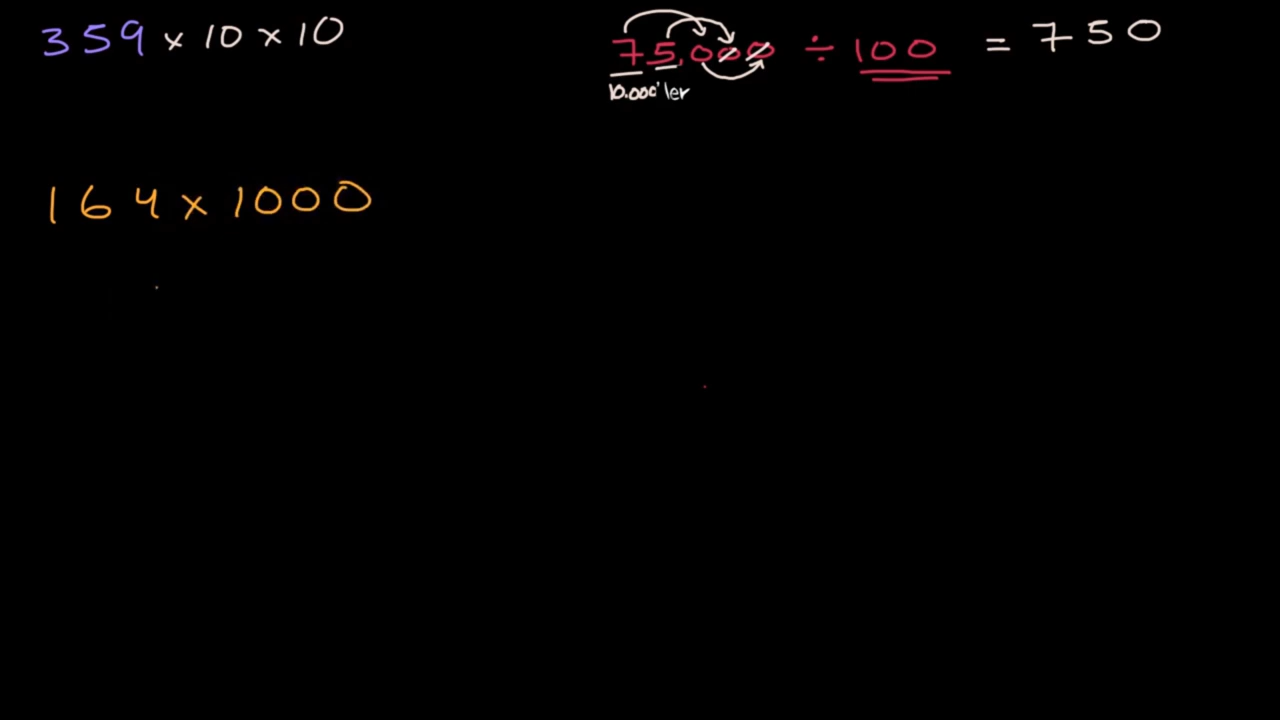 359 × 10 × 10
75,000 ÷ 100 = 750
10.000'ler
164 × 1000